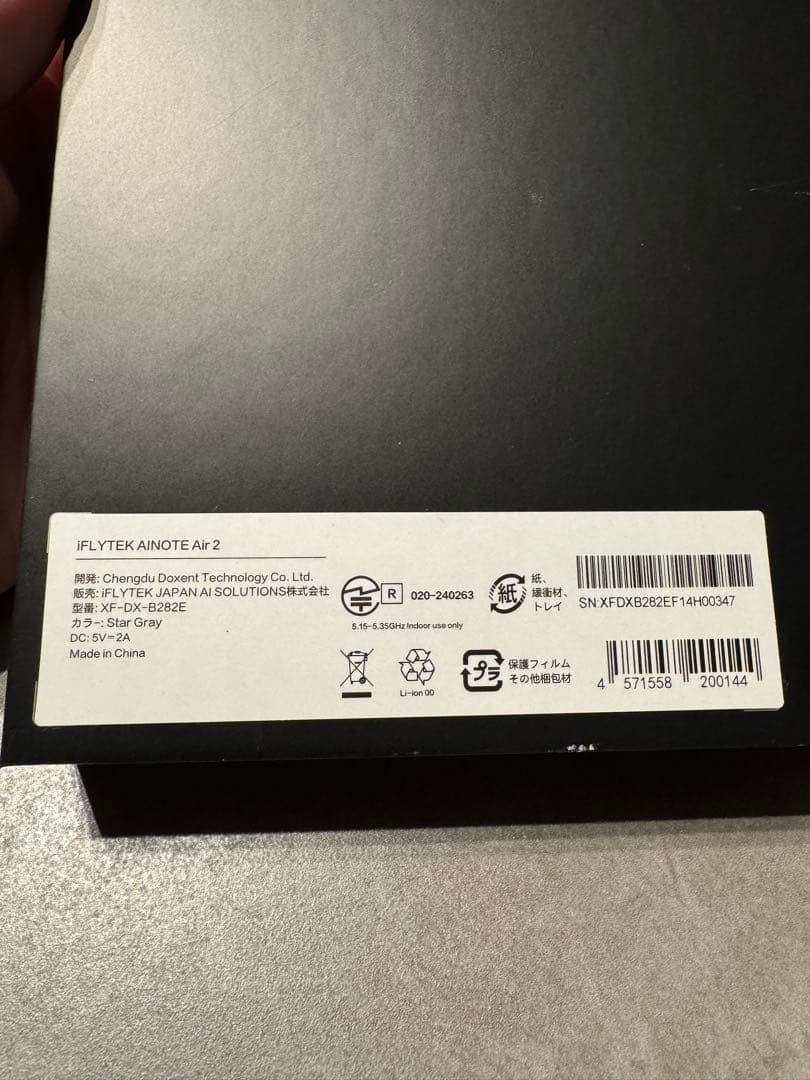 iFLYTEK AINOTE Air 2
開発: Chengdu Doxent Technology Co. Ltd.
販売: iFLYTEK JAPAN AI SOLUTIONS株式会社
型番: XF-DX-B282E
カラー: Star Gray
DC: 5V=2A
Made in China
R 020-240263
5.15-5.35GHz Indoor use only
Li-ion 00
紙
紙、
緩衝材、
トレイ
プラ
保護フィルム
その他梱包材
SN:XFDXB282EF14H00347
4 571558 200144